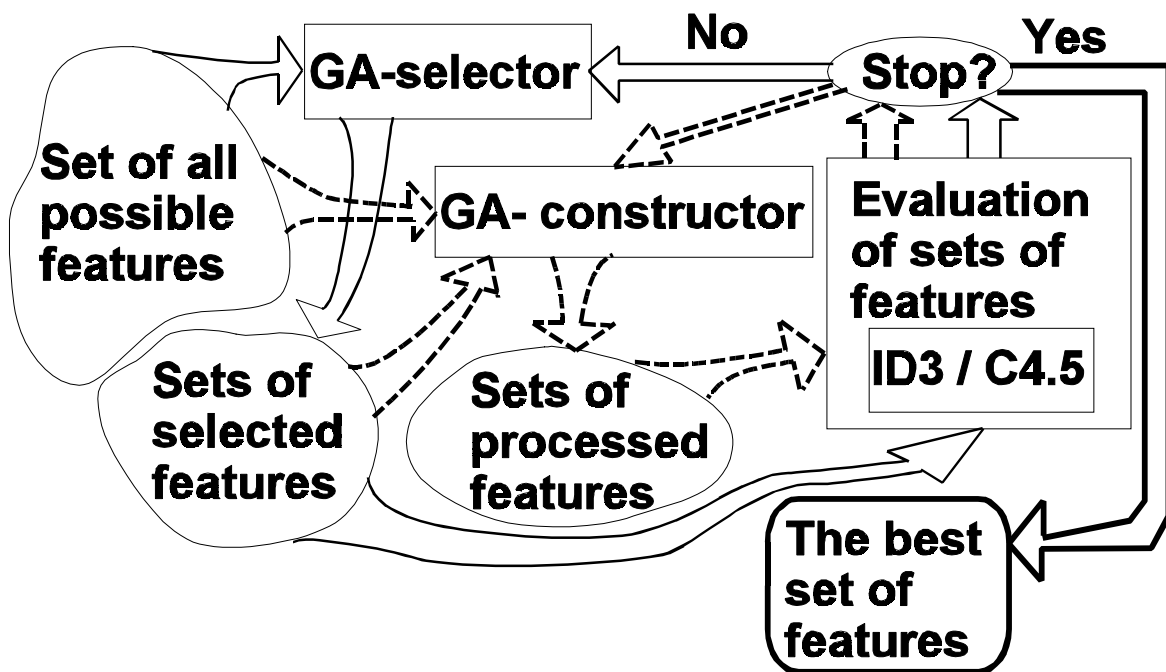 No
Yes
GA-selector
Stop?
Set of all
possible
features
GA- constructor
Evaluation
of sets of
features
ID3 / C4.5
Sets of
selected
features
Sets of
processed
features
The best
set of
features